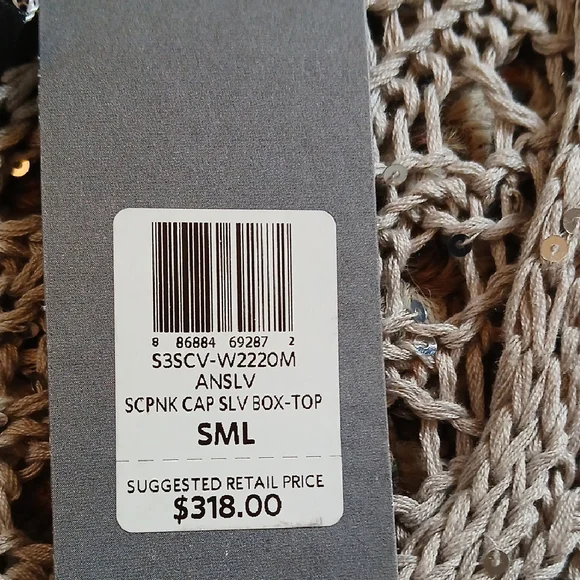 8 86884 69287 2
S3SCV-W2220M
ANSLV
SCPNK CAP SLV BOX-TOP
SML
SUGGESTED RETAIL PRICE
$318.00